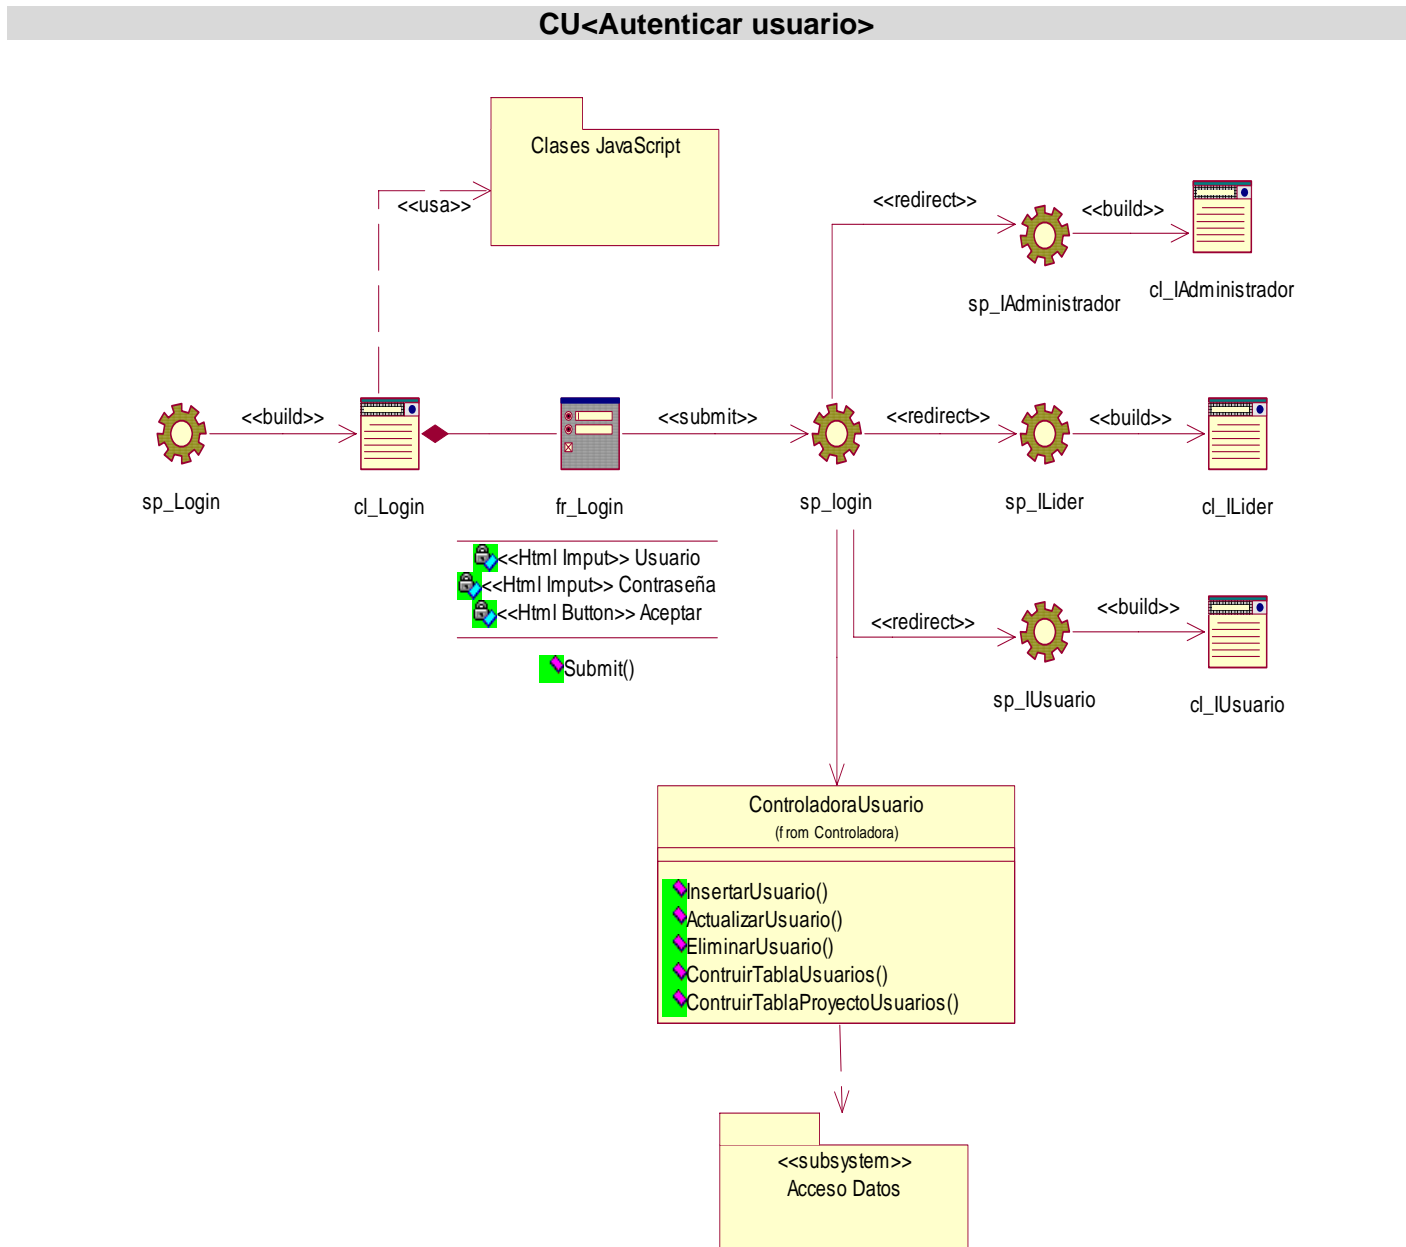 CU<Autenticar usuario>
Clases JavaScript
<<usa>>
<<redirect>>
<<build>>
sp_IAdministrador
cl_IAdministrador
<<build>>
<<submit>>
<<redirect>>
<<build>>
sp_Login
cl_Login
fr_Login
sp_login
sp_ILider
cl_ILider
<<Html Imput>> Usuario
<<Html Imput>> Contraseña
<<Html Button>> Aceptar
Submit()
<<redirect>>
<<build>>
sp_IUsuario
cl_IUsuario
ControladoraUsuario
(from Controladora)
InsertarUsuario()
ActualizarUsuario()
EliminarUsuario()
ContruirTablaUsuarios()
ContruirTablaProyectoUsuarios()
<<subsystem>>
Acceso Datos